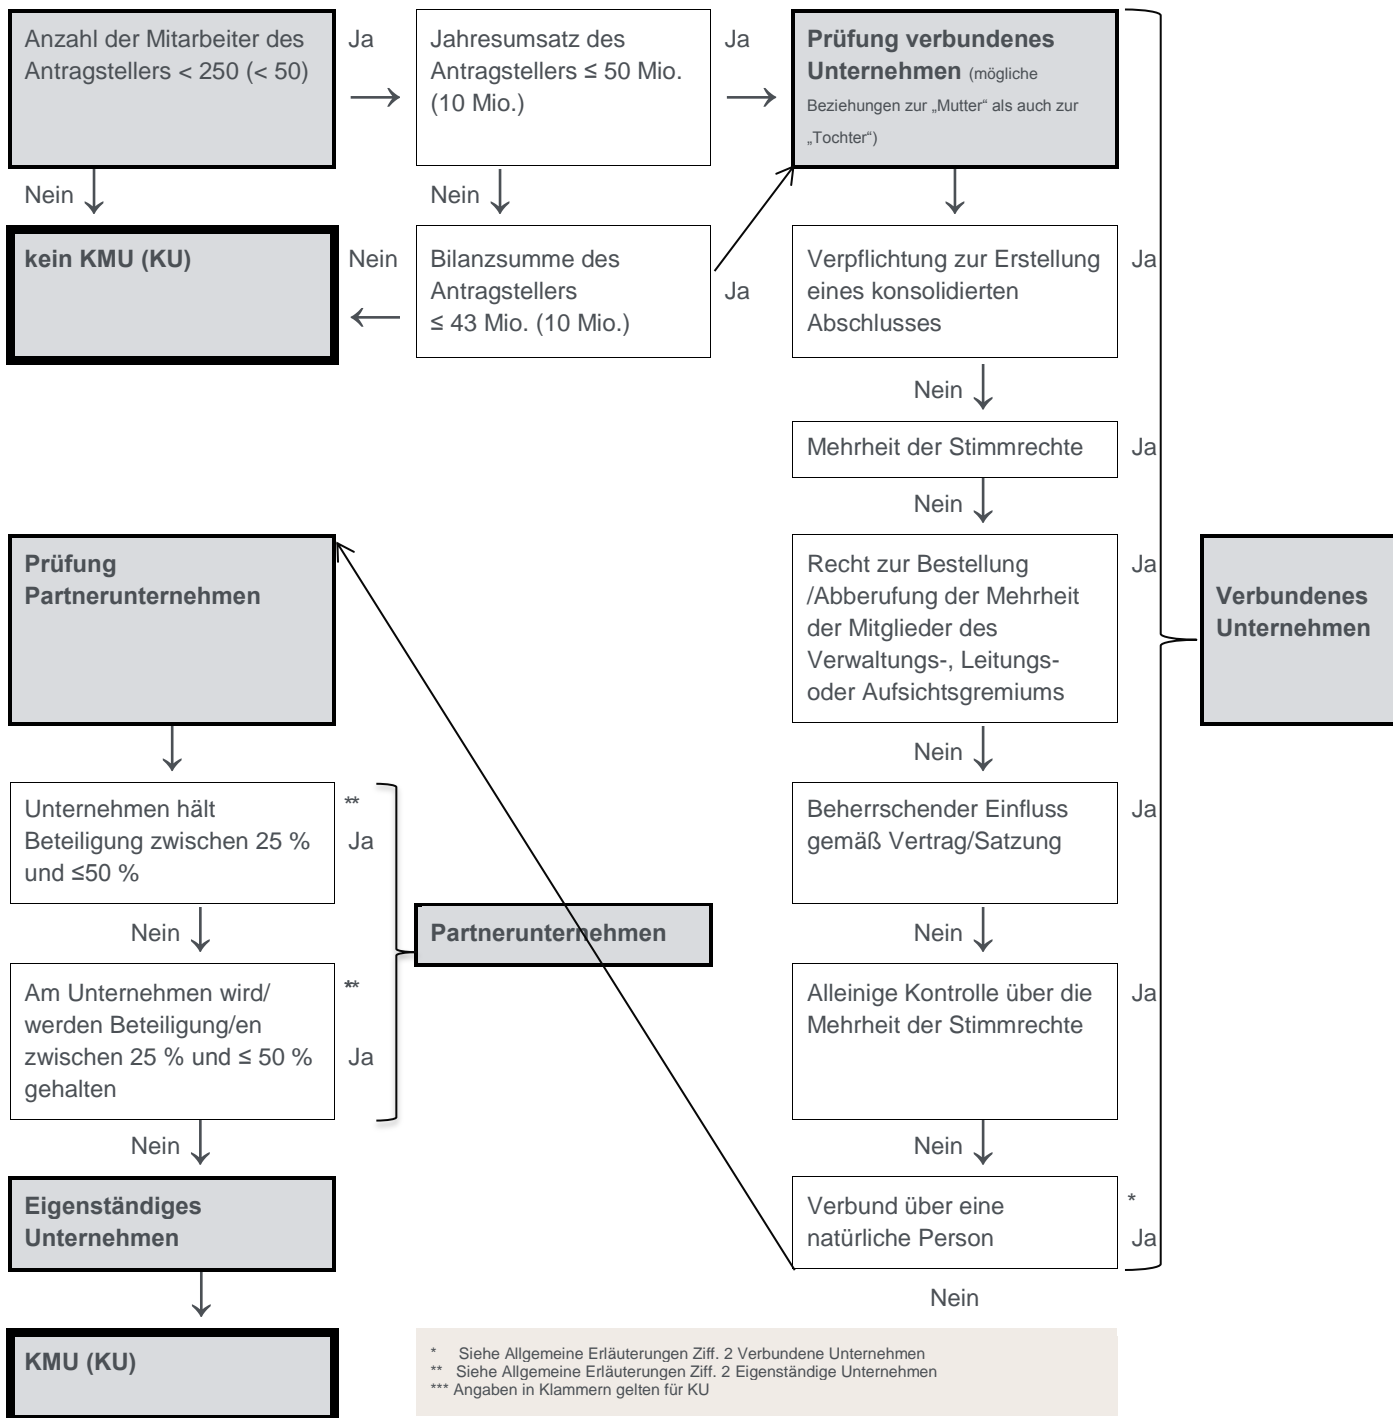 Anzahl der Mitarbeiter des
Antragstellers < 250 (< 50)
Ja
Jahresumsatz des
Antragstellers ≤ 50 Mio.
(10 Mio.)
Ja
Prüfung verbundenes
Unternehmen (mögliche
Beziehungen zur „Mutter“ als auch zur
„Tochter“)
Nein
Nein
kein KMU (KU)
Nein
Bilanzsumme des
Antragstellers
≤ 43 Mio. (10 Mio.)
Ja
Verpflichtung zur Erstellung
eines konsolidierten
Abschlusses
Ja
Nein
Mehrheit der Stimmrechte
Ja
Nein
Recht zur Bestellung
/Abberufung der Mehrheit
der Mitglieder des
Verwaltungs-, Leitungs-
oder Aufsichtsgremiums
Ja
Verbundenes
Unternehmen
Nein
Beherrschender Einfluss
gemäß Vertrag/Satzung
Ja
Nein
Alleinige Kontrolle über die
Mehrheit der Stimmrechte
Ja
Nein
Verbund über eine
natürliche Person
*
Ja
Nein
Prüfung
Partnerunternehmen
Unternehmen hält
Beteiligung zwischen 25 %
und ≤50 %
**
Ja
Nein
Partnerunternehmen
Am Unternehmen wird/
werden Beteiligung/en
zwischen 25 % und ≤ 50 %
gehalten
**
Ja
Nein
Eigenständiges
Unternehmen
KMU (KU)
* Siehe Allgemeine Erläuterungen Ziff. 2 Verbundene Unternehmen
** Siehe Allgemeine Erläuterungen Ziff. 2 Eigenständige Unternehmen
*** Angaben in Klammern gelten für KU